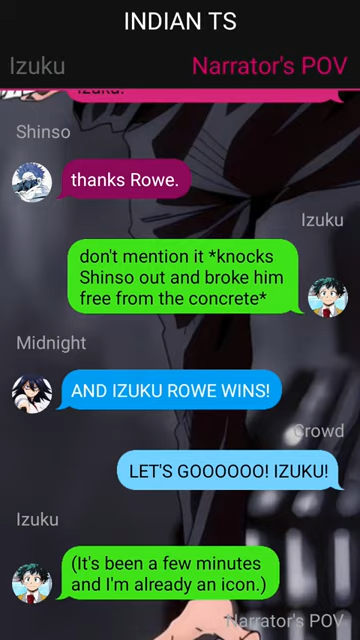 INDIAN TS
Izuku
Narrator's POV
Izuku!
Shinso
thanks Rowe.
Izuku
don't mention it *knocks
Shinso out and broke him
free from the concrete*
Midnight
AND IZUKU ROWE WINS!
Crowd
LET'S GOOOOOO! IZUKU!
Izuku
(It's been a few minutes
and I'm already an icon.)
Narrator's POV